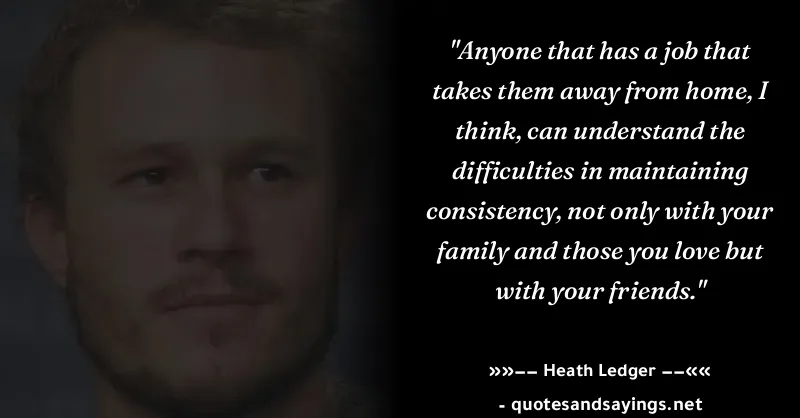 "Anyone that has a job that
takes them away from home, I
think, can understand the
difficulties in maintaining
consistency, not only with your
family and those you love but
with your friends."
»»–– Heath Ledger ––««
- quotesandsayings.net